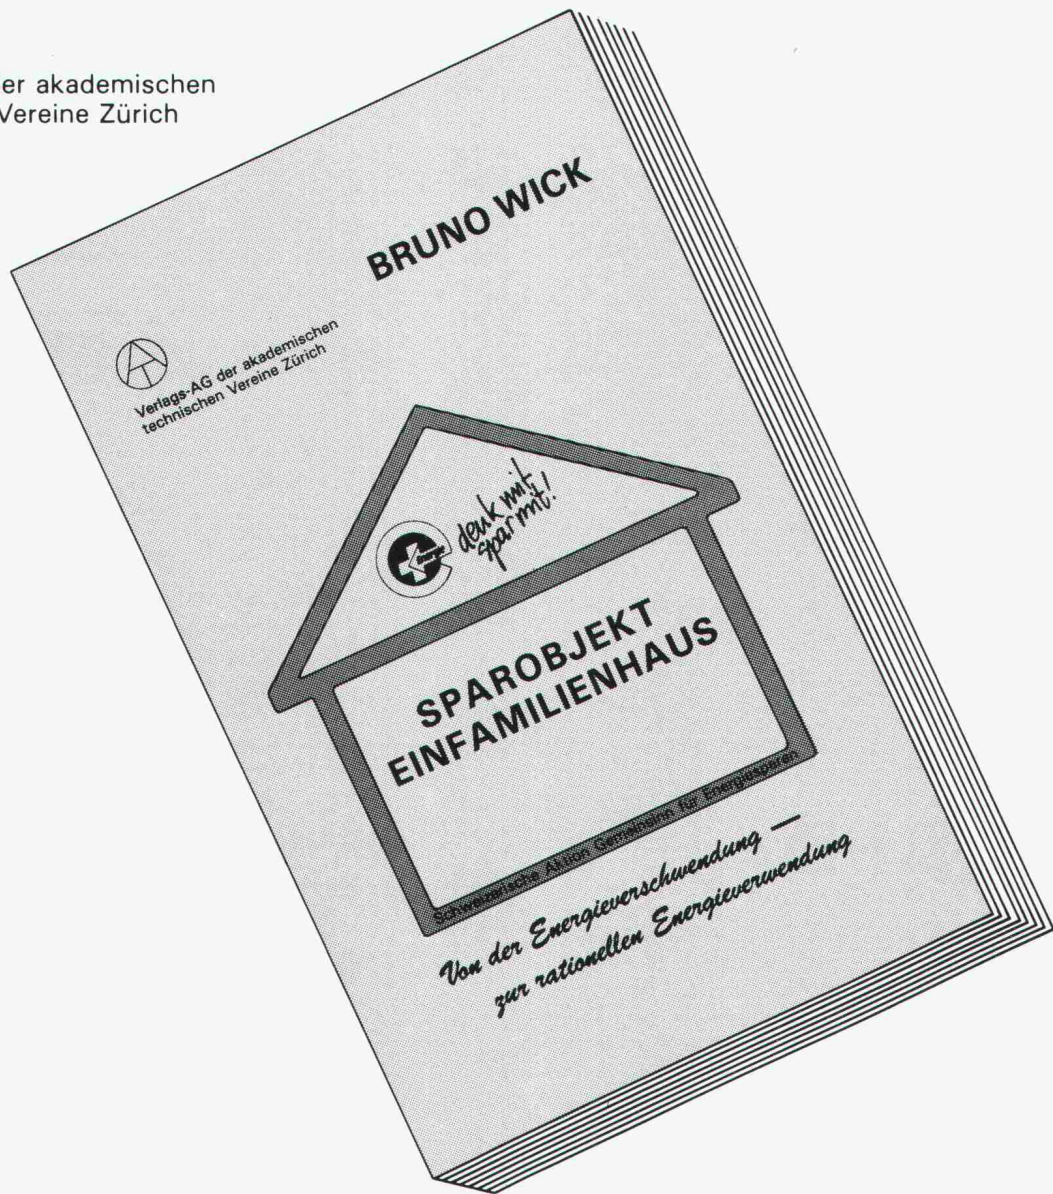 er akademischen
Vereine Zürich
BRUNO WICK
Verlags-AG der akademischen
technischen Vereine Zürich
denk mit,
spar mit!
SPAROBJEKT
EINFAMILIENHAUS
Schweizerische Aktion Gemeinsinn für Energiesparen
Von der Energieverschwendung —
zur rationellen Energieverwendung